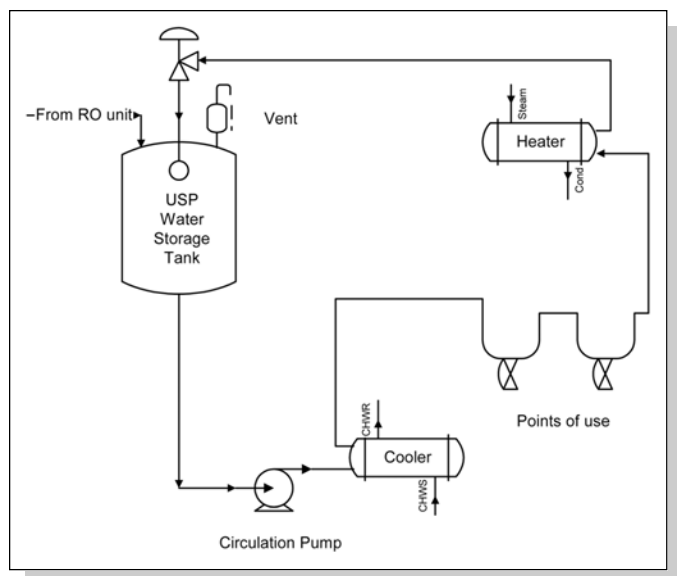 –From RO unit
Vent
USP
Water
Storage
Tank
Steam
Heater
Cond
Points of use
CHWR
Cooler
CHWS
Circulation Pump